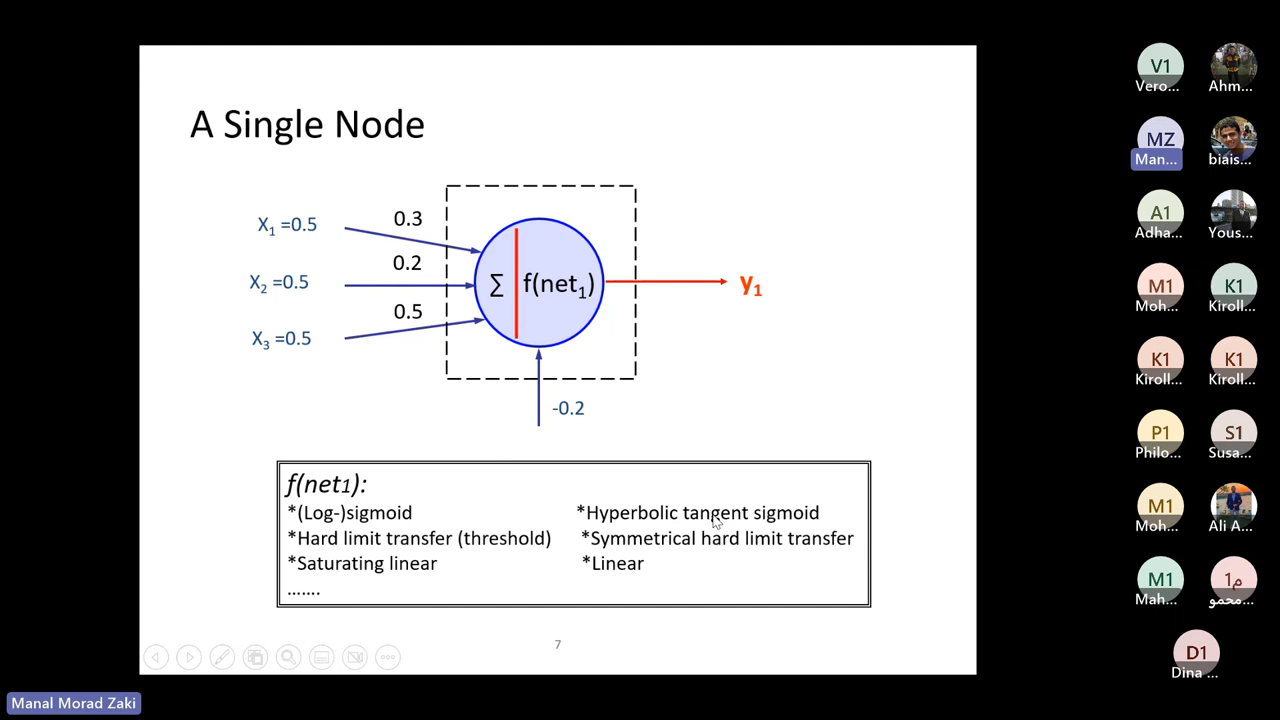 A Single Node
X1 =0.5
0.3
X2 =0.5
0.2
X3 =0.5
0.5
∑ f(net1)
y1
-0.2
f(net1):
*(Log-)sigmoid *Hyperbolic tangent sigmoid
*Hard limit transfer (threshold) *Symmetrical hard limit transfer
*Saturating linear *Linear
.......
7
Manal Morad Zaki
V1
Vero...
Ahm...
MZ
Man...
biais...
A1
Adha...
Yous...
M1
Moh...
K1
Kiroll...
K1
Kiroll...
K1
Kiroll...
P1
Philo...
S1
Susa...
M1
Moh...
Ali A...
M1
Mah...
م1
محمو...
D1
Dina ...